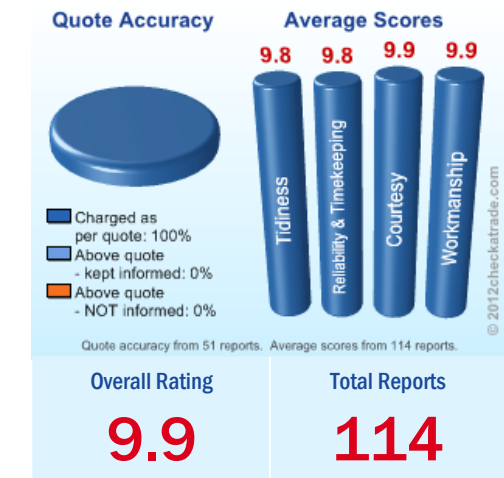 Quote Accuracy
Average Scores
9.8
9.8
9.9
9.9
Tidiness
Reliability & Timekeeping
Courtesy
Workmanship
Charged as
per quote: 100%
Above quote
- kept informed: 0%
Above quote
- NOT informed: 0%
© 2012checkatrade.com
Quote accuracy from 51 reports. Average scores from 114 reports.
Overall Rating
Total Reports
9.9
114